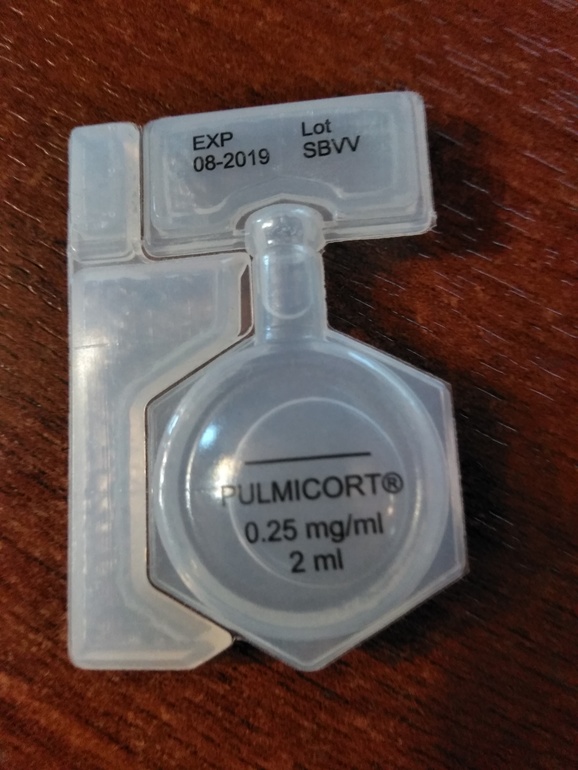 EXP
08-2019
Lot
SBVV
PULMICORT®
0.25 mg/ml
2 ml